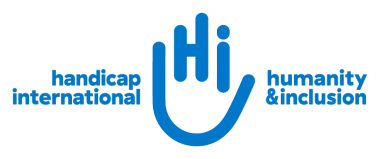 Hi
handicap
international
humanity
&inclusion